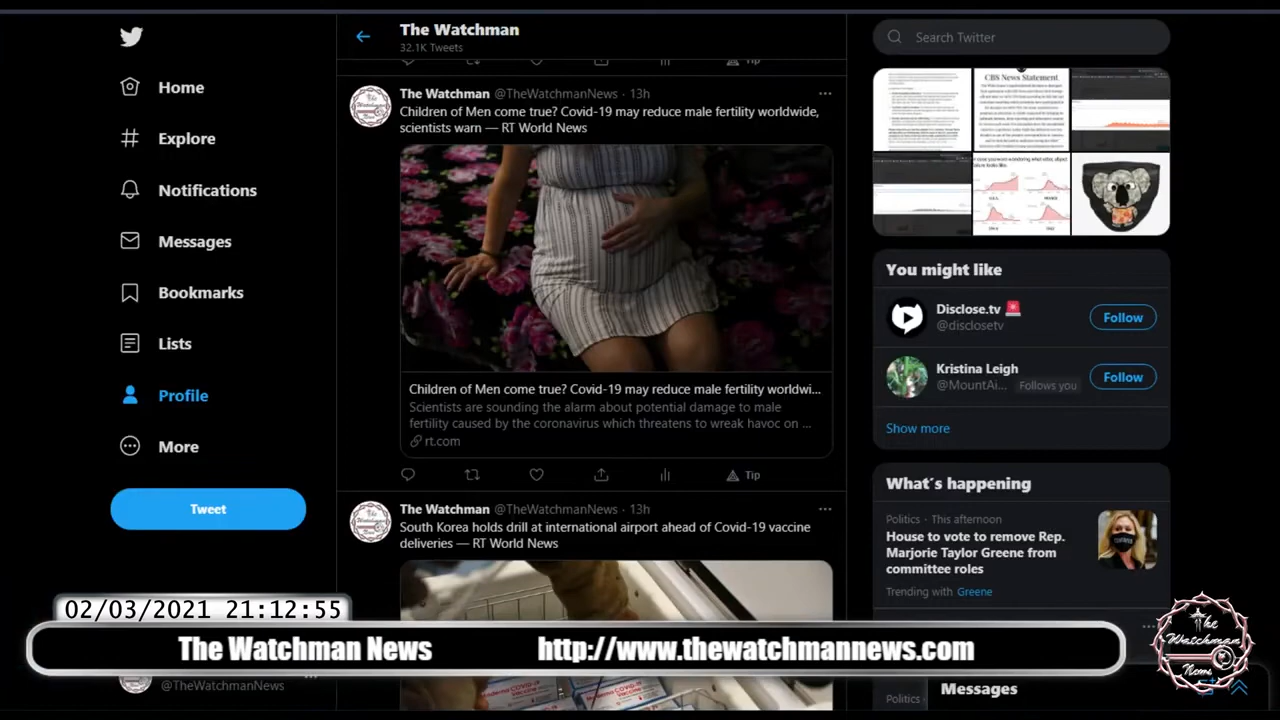 Home
Explore
Notifications
Messages
Bookmarks
Lists
Profile
More
Tweet
The Watchman
32.1K Tweets
Tip
The Watchman @TheWatchmanNews · 13h
Children of Men come true? Covid-19 may reduce male fertility worldwide,
scientists warn — RT World News
Children of Men come true? Covid-19 may reduce male fertility worldwi...
Scientists are sounding the alarm about potential damage to male
fertility caused by the coronavirus which threatens to wreak havoc on ...
rt.com
Tip
The Watchman @TheWatchmanNews · 13h
South Korea holds drill at international airport ahead of Covid-19 vaccine
deliveries — RT World News
Search Twitter
CBS News Statement
You might like
Disclose.tv
@disclosetv
Follow
Kristina Leigh
@MountAi... Follows you
Follow
Show more
What's happening
Politics · This afternoon
House to vote to remove Rep.
Marjorie Taylor Greene from
committee roles
Trending with Greene
02/03/2021 21:12:55
The Watchman News http://www.thewatchmannews.com
The
Watchman
News
@TheWatchmanNews
Politics ·
Messages